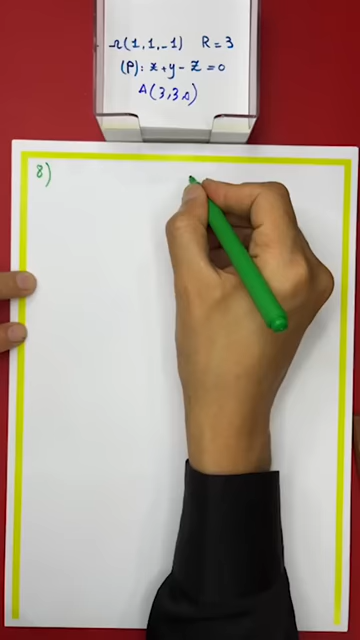 Ω(1,1,-1) R=3
(P): x+y-z=0
A(3,3,1)
8)